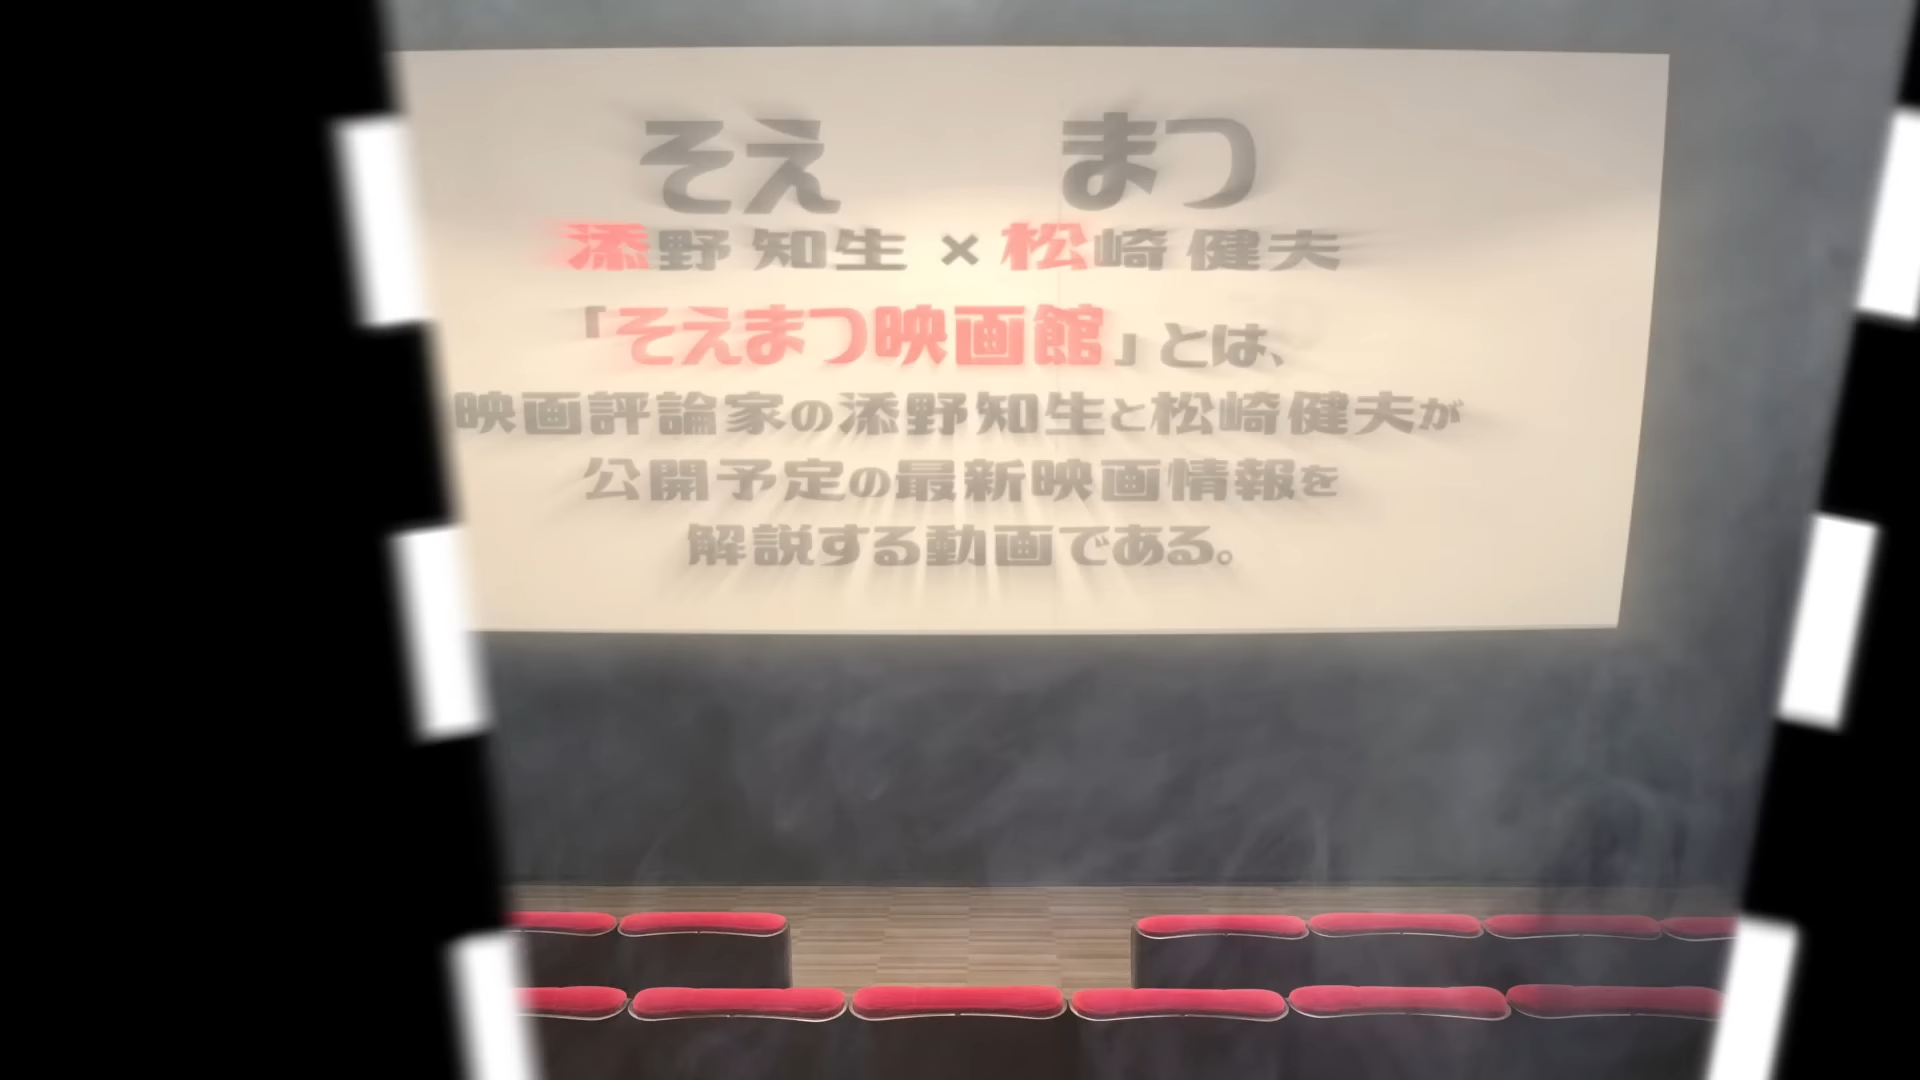 そえ まつ
添野 知生 × 松崎 健夫
「そえまつ映画館」とは、
映画評論家の添野知生と松崎健夫が
公開予定の最新映画情報を
解説する動画である。